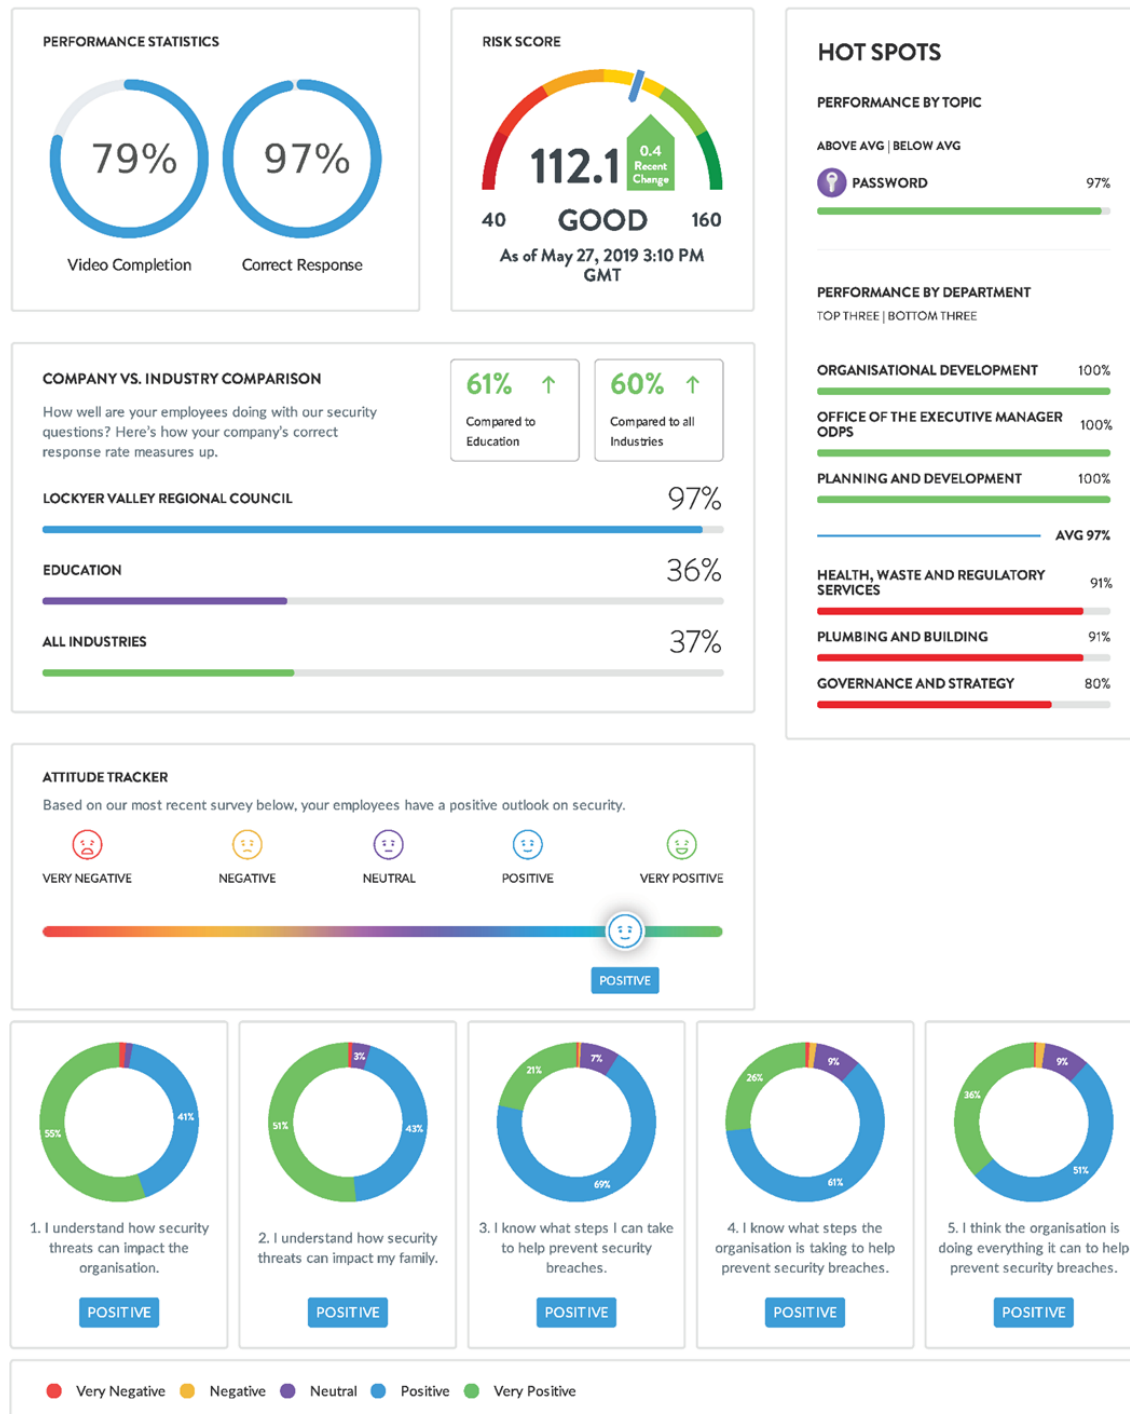 PERFORMANCE STATISTICS
79%
97%
Video Completion
Correct Response
RISK SCORE
112.1
0.4
Recent
Change
40
GOOD
160
As of May 27, 2019 3:10 PM
GMT
HOT SPOTS
PERFORMANCE BY TOPIC
ABOVE AVG | BELOW AVG
PASSWORD
97%
PERFORMANCE BY DEPARTMENT
TOP THREE | BOTTOM THREE
ORGANISATIONAL DEVELOPMENT
100%
OFFICE OF THE EXECUTIVE MANAGER
ODPS
100%
PLANNING AND DEVELOPMENT
100%
AVG 97%
HEALTH, WASTE AND REGULATORY
SERVICES
91%
PLUMBING AND BUILDING
91%
GOVERNANCE AND STRATEGY
80%
COMPANY VS. INDUSTRY COMPARISON
How well are your employees doing with our security
questions? Here's how your company's correct
response rate measures up.
61% ↑
Compared to
Education
60% ↑
Compared to all
Industries
LOCKYER VALLEY REGIONAL COUNCIL
97%
EDUCATION
36%
ALL INDUSTRIES
37%
ATTITUDE TRACKER
Based on our most recent survey below, your employees have a positive outlook on security.
VERY NEGATIVE
NEGATIVE
NEUTRAL
POSITIVE
VERY POSITIVE
POSITIVE
55%
41%
1. I understand how security
threats can impact the
organisation.
POSITIVE
3%
51%
43%
2. I understand how security
threats can impact my family.
POSITIVE
7%
21%
69%
3. I know what steps I can take
to help prevent security
breaches.
POSITIVE
9%
26%
61%
4. I know what steps the
organisation is taking to help
prevent security breaches.
POSITIVE
9%
36%
51%
5. I think the organisation is
doing everything it can to help
prevent security breaches.
POSITIVE
Very Negative
Negative
Neutral
Positive
Very Positive